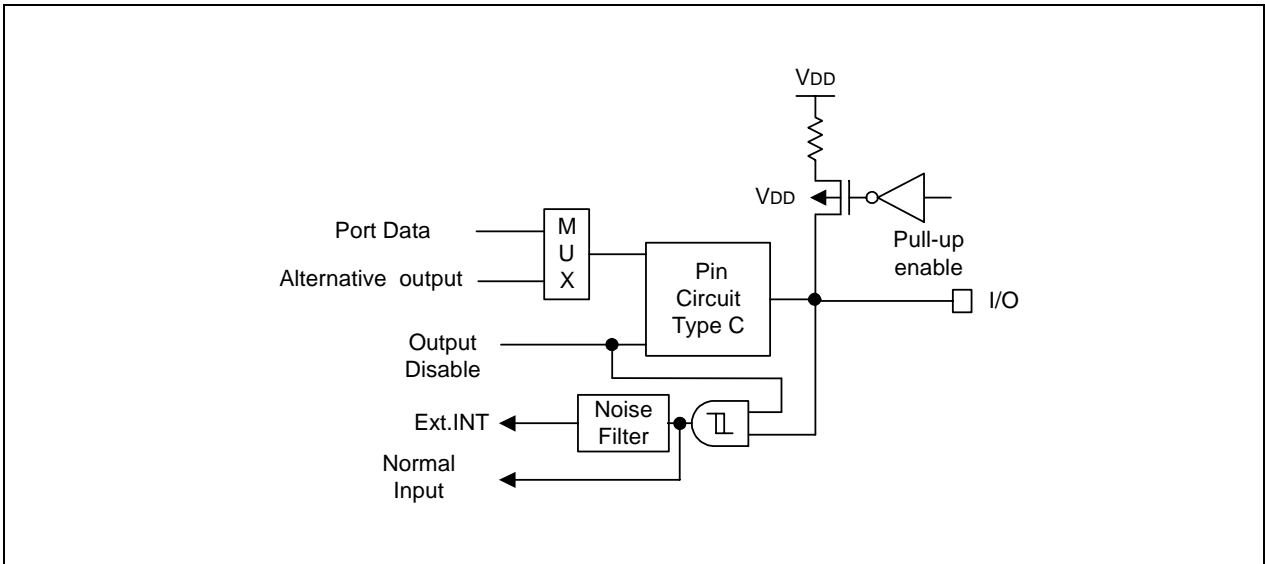 VDD
VDD
Pull-up
enable
Port Data
Alternative output
M
U
X
Pin
Circuit
Type C
I/O
Output
Disable
Ext.INT
Noise
Filter
Normal
Input